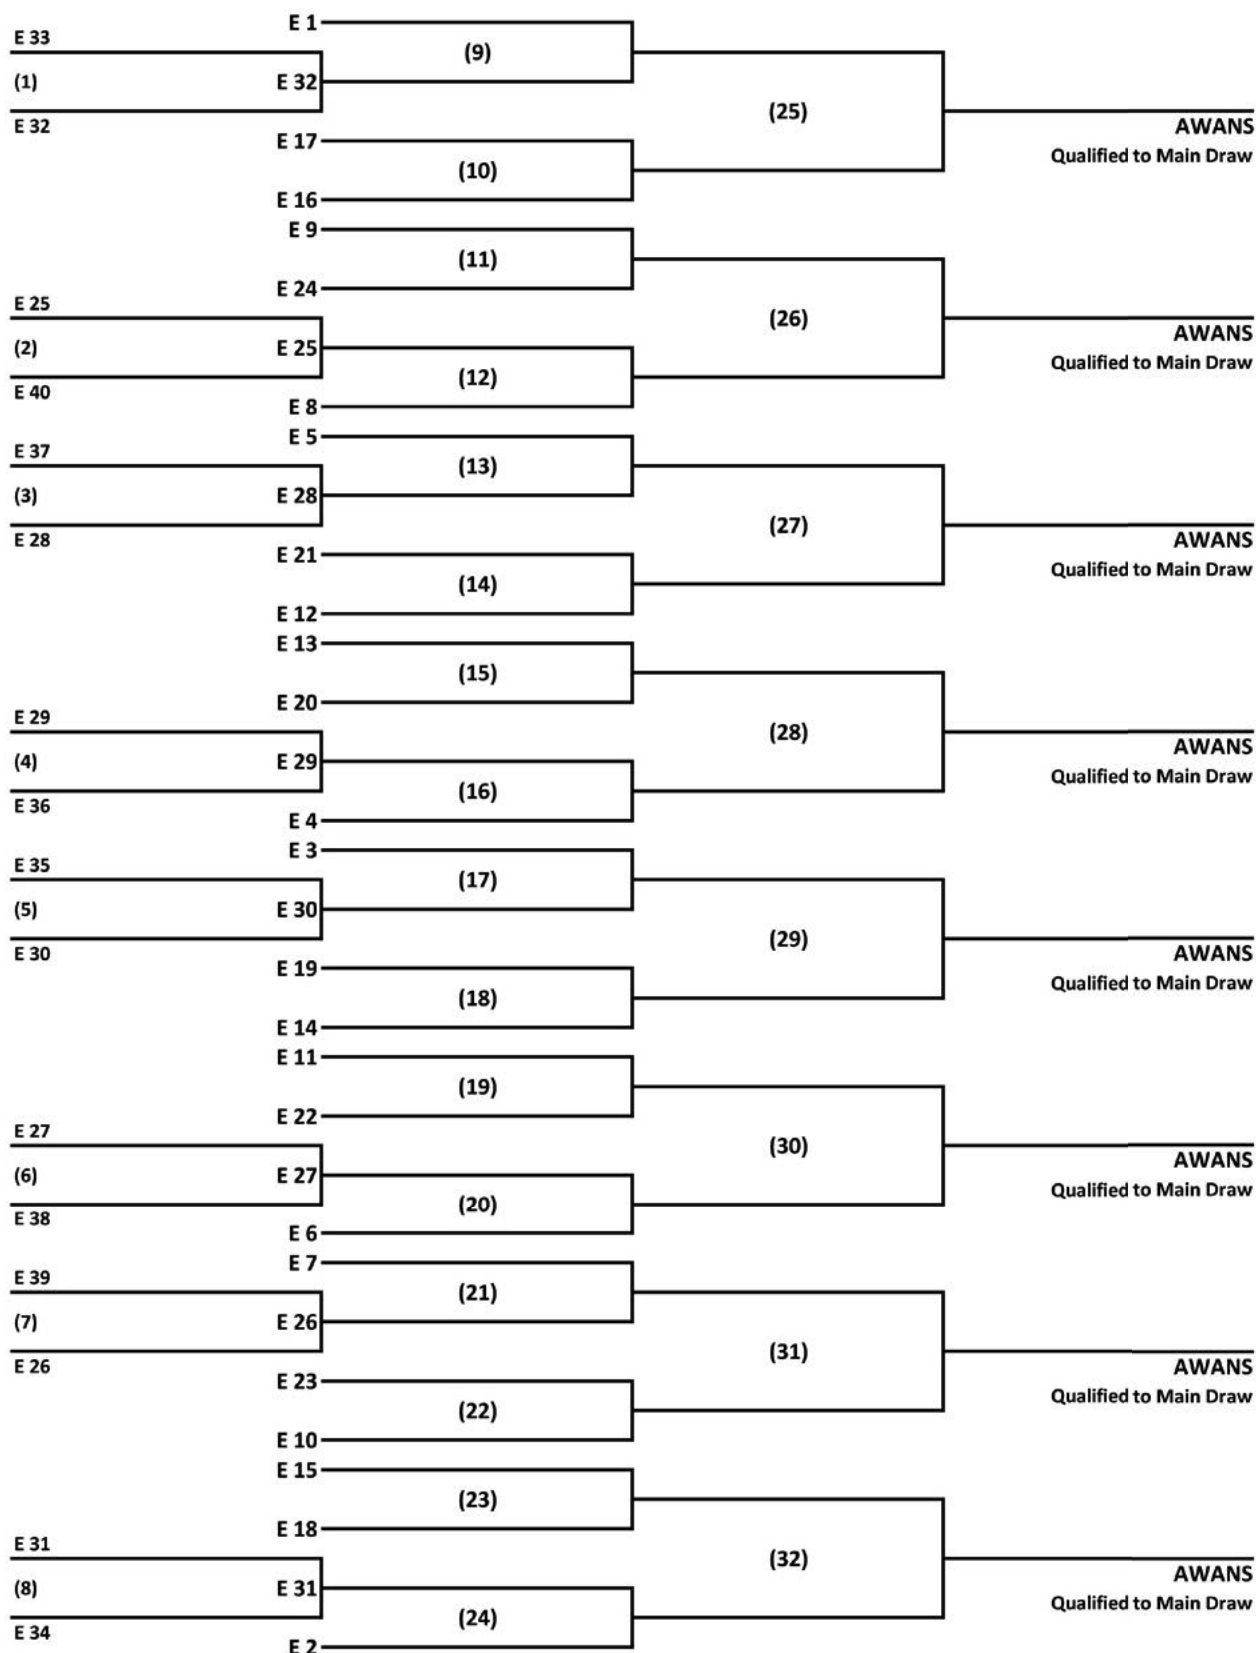 E 1
E 33
(9)
(1)
E 32
E 32
(25)
AWANS
E 17
Qualified to Main Draw
(10)
E 16
E 9
(11)
E 24
E 25
(26)
AWANS
(2)
E 25
Qualified to Main Draw
(12)
E 40
E 8
E 5
E 37
(13)
(3)
E 28
(27)
E 28
AWANS
E 21
Qualified to Main Draw
(14)
E 12
E 13
(15)
E 20
E 29
(28)
AWANS
(4)
E 29
Qualified to Main Draw
(16)
E 36
E 4
E 3
E 35
(17)
(5)
E 30
(29)
E 30
AWANS
E 19
Qualified to Main Draw
(18)
E 14
E 11
(19)
E 22
E 27
(30)
AWANS
(6)
E 27
Qualified to Main Draw
(20)
E 38
E 6
E 7
E 39
(21)
(7)
E 26
(31)
E 26
AWANS
E 23
Qualified to Main Draw
(22)
E 10
E 15
(23)
E 18
E 31
(32)
AWANS
(8)
E 31
Qualified to Main Draw
(24)
E 34
E 2